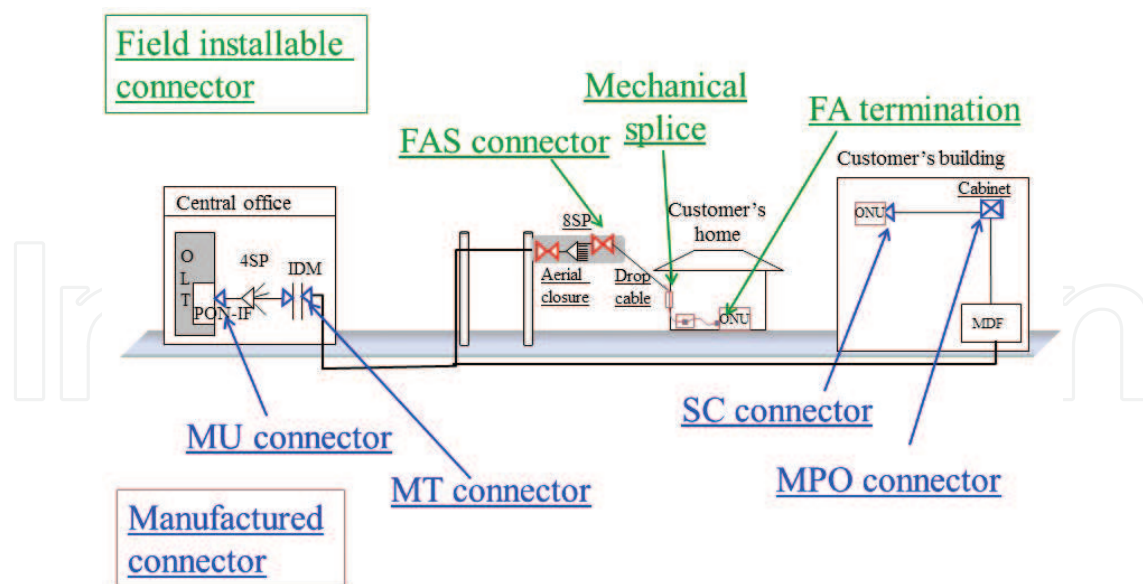 Field installable
connector
Mechanical
splice
FA termination
FAS connector
Customer's building
Cabinet
Central office
8SP
Customer's
home
ONU
O
L
T
4SP
IDM
PON-IF
Aerial
closure
Drop
cable
ONU
MDF
SC connector
MU connector
MPO connector
MT connector
Manufactured
connector